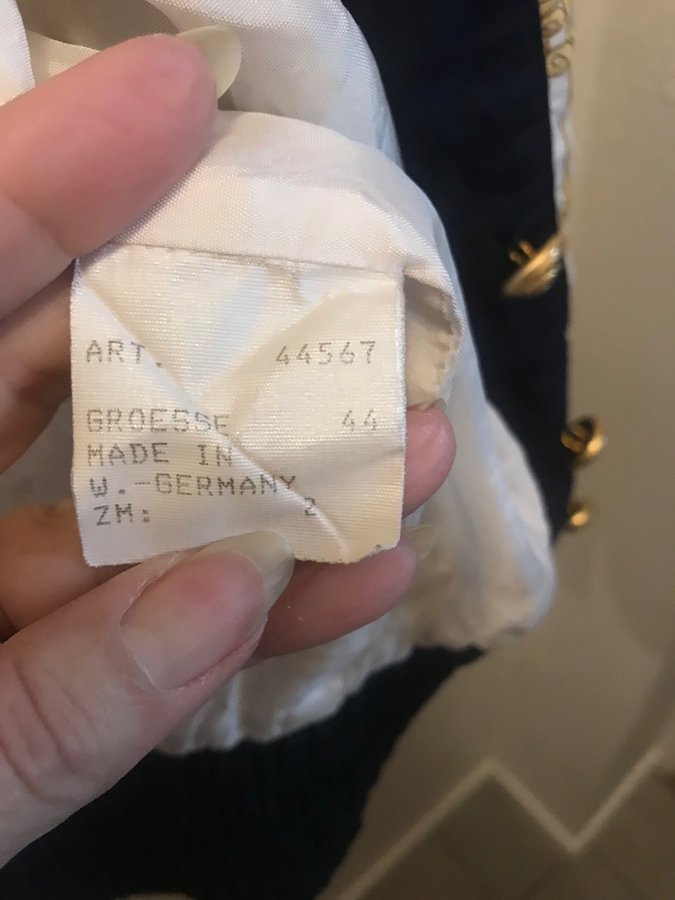 ART. 44567
GROESSE 44
MADE IN
W.-GERMANY
ZM: 2